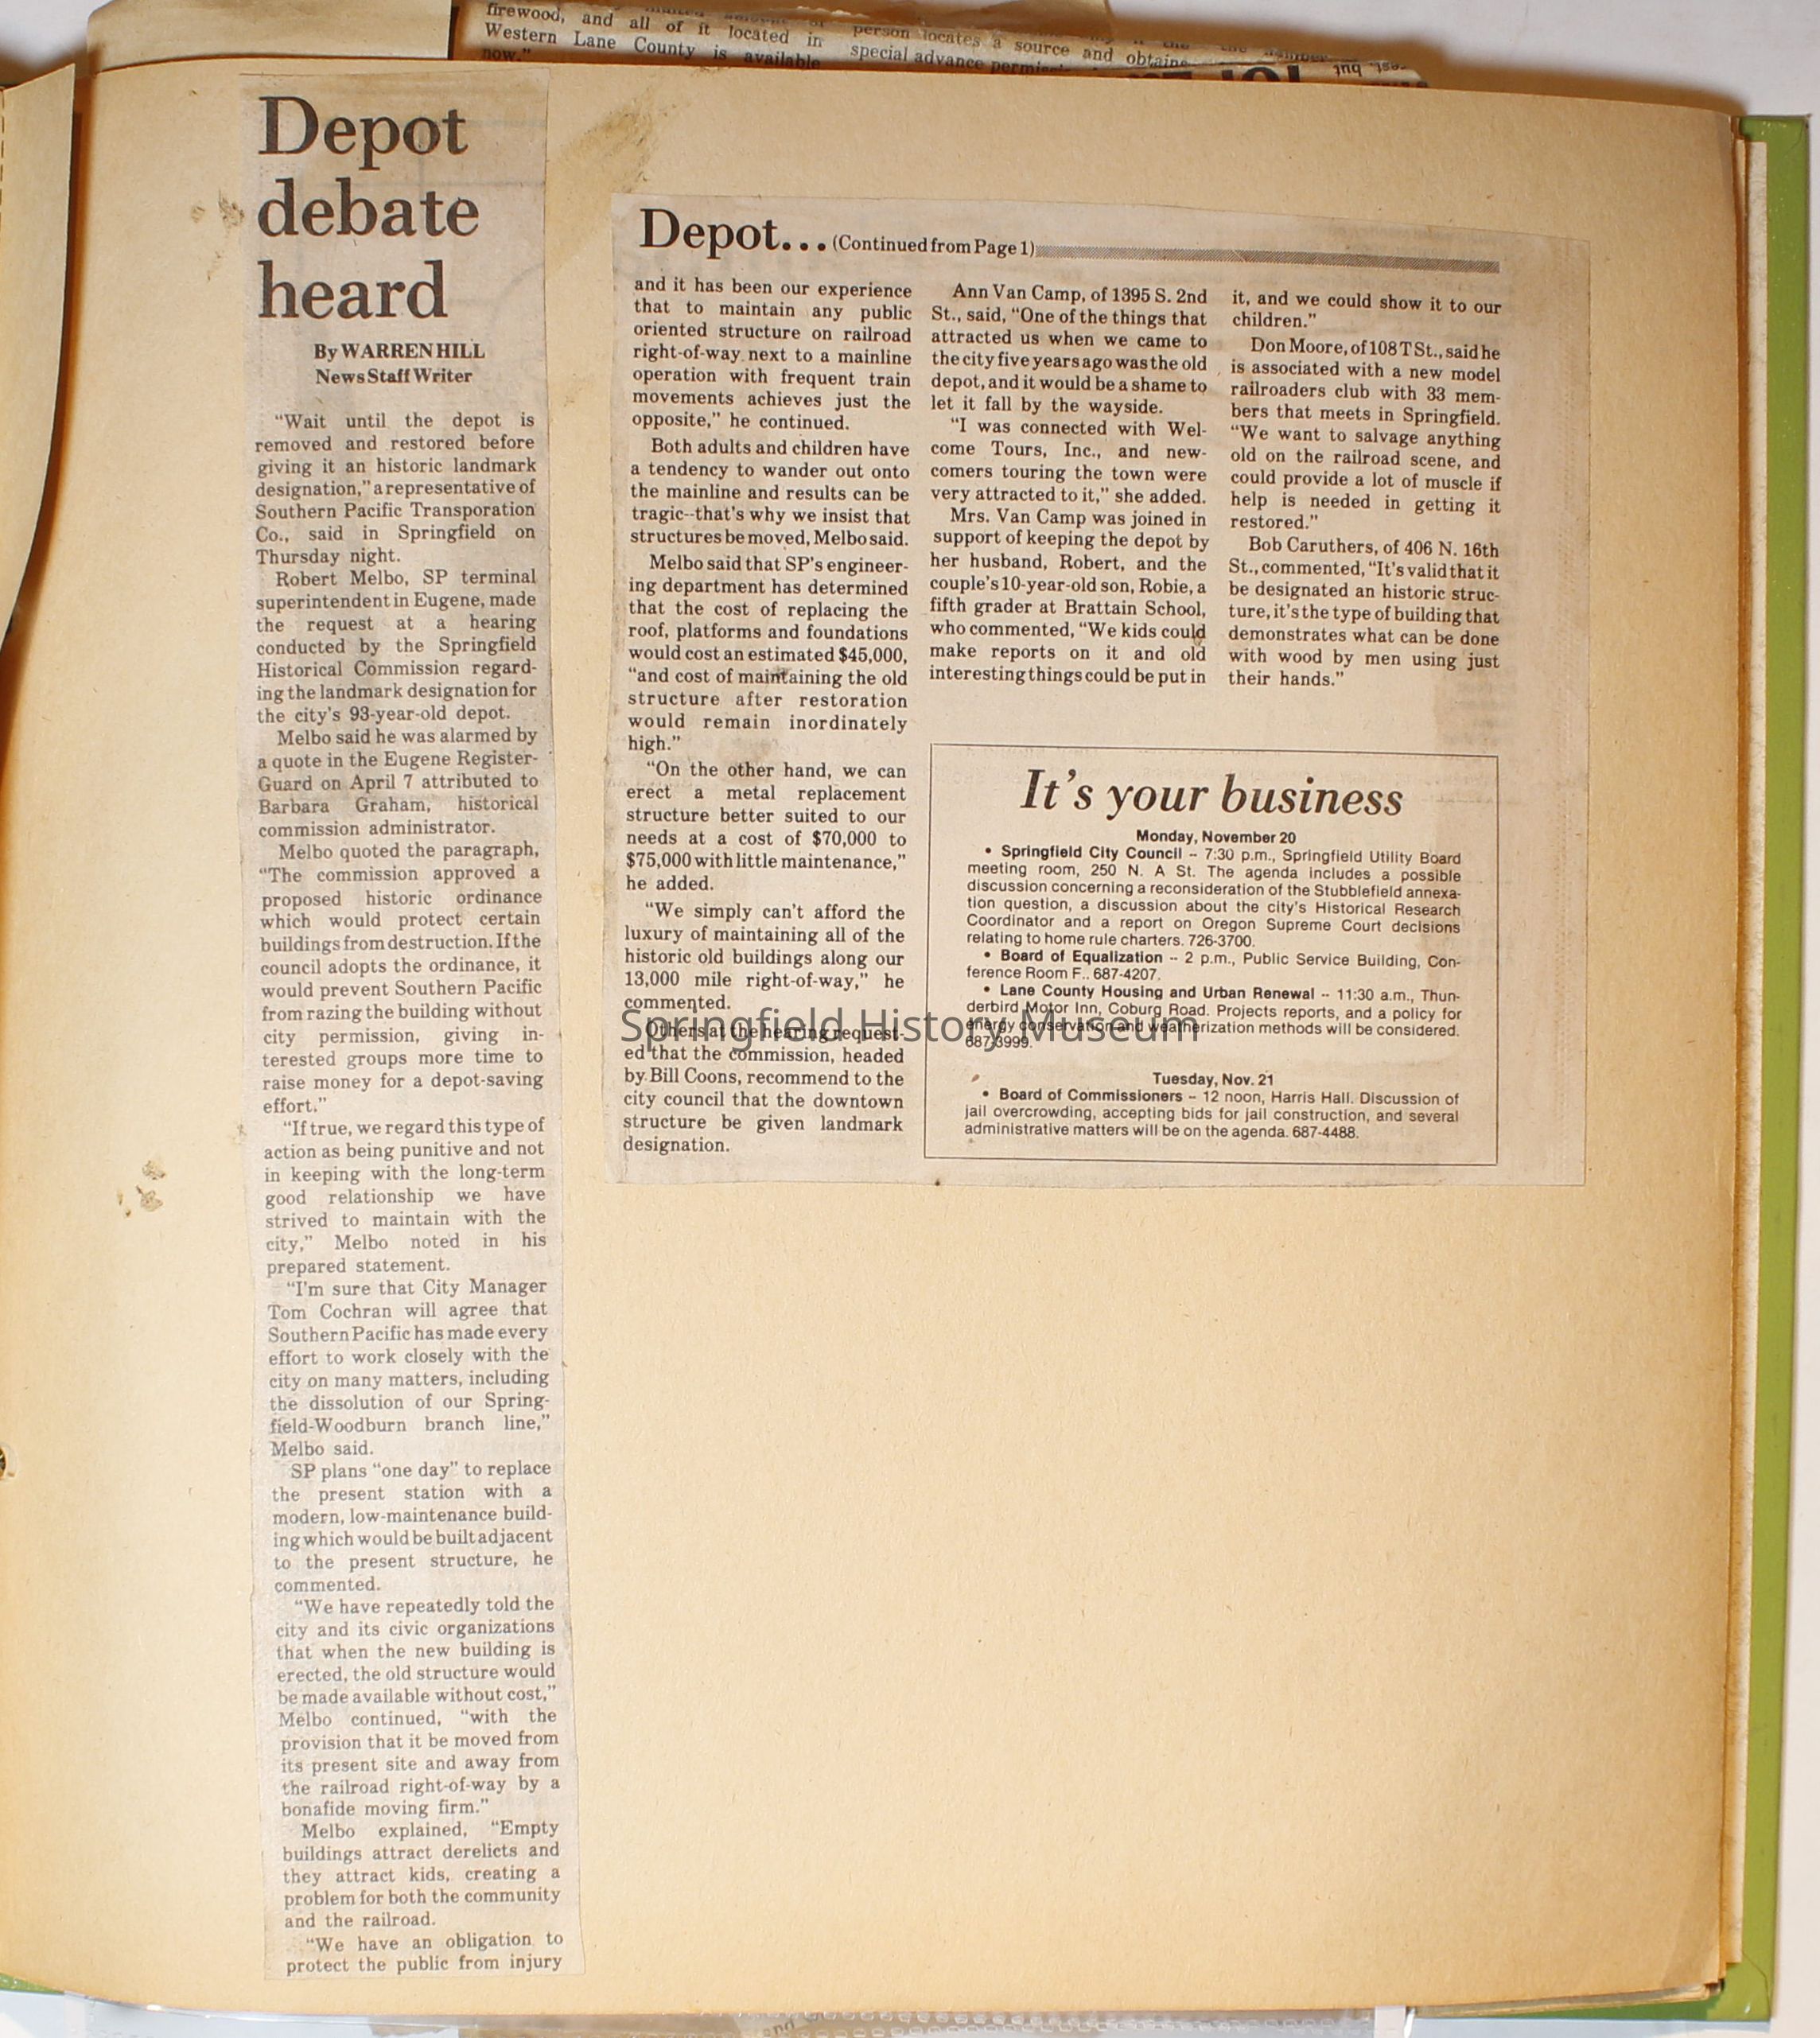 firewood, and all of it located in
Western Lane County is available
now."
person locates a source and
special advance
but
Depot
debate
heard
By WARREN HILL
News Staff Writer
"Wait until the depot is
removed and restored before
giving it an historic landmark
designation," a representative of
Southern Pacific Transporation
Co., said in Springfield on
Thursday night.
Robert Melbo, SP terminal
superintendent in Eugene, made
the request at a hearing
conducted by the Springfield
Historical Commission regard-
ing the landmark designation for
the city's 93-year-old depot.
Melbo said he was alarmed by
a quote in the Eugene Register-
Guard on April 7 attributed to
Barbara Graham, historical
commission administrator.
Melbo quoted the paragraph,
"The commission approved a
proposed historic ordinance
which would protect certain
buildings from destruction. If the
council adopts the ordinance, it
would prevent Southern Pacific
from razing the building without
city permission, giving in-
terested groups more time to
raise money for a depot-saving
effort."
"If true, we regard this type of
action as being punitive and not
in keeping with the long-term
good relationship we have
strived to maintain with the
city," Melbo noted in his
prepared statement.
"I'm sure that City Manager
Tom Cochran will agree that
Southern Pacific has made every
effort to work closely with the
city on many matters, including
the dissolution of our Spring-
field-Woodburn branch line,"
Melbo said.
SP plans "one day" to replace
the present station with a
modern, low-maintenance build-
ing which would be built adjacent
to the present structure, he
commented.
"We have repeatedly told the
city and its civic organizations
that when the new building is
erected, the old structure would
be made available without cost,"
Melbo continued, "with the
provision that it be moved from
its present site and away from
the railroad right-of-way by a
bonafide moving firm."
Melbo explained, "Empty
buildings attract derelicts and
they attract kids, creating a
problem for both the community
and the railroad.
"We have an obligation to
protect the public from injury
Depot... (Continued from Page 1)
and it has been our experience
that to maintain any public
oriented structure on railroad
right-of-way next to a mainline
operation with frequent train
movements achieves just the
opposite," he continued.
Both adults and children have
a tendency to wander out onto
the mainline and results can be
tragic--that's why we insist that
structures be moved, Melbo said.
Melbo said that SP's engineer-
ing department has determined
that the cost of replacing the
roof, platforms and foundations
would cost an estimated $45,000,
"and cost of maintaining the old
structure after restoration
would remain inordinately
high."
"On the other hand, we can
erect a metal replacement
structure better suited to our
needs at a cost of $70,000 to
$75,000 with little maintenance,"
he added.
"We simply can't afford the
luxury of maintaining all of the
historic old buildings along our
13,000 mile right-of-way," he
commented.
Others at the hearing request-
ed that the commission, headed
by Bill Coons, recommend to the
city council that the downtown
structure be given landmark
designation.
Ann Van Camp, of 1395 S. 2nd
St., said, "One of the things that
attracted us when we came to
the city five years ago was the old
depot, and it would be a shame to
let it fall by the wayside.
"I was connected with Wel-
come Tours, Inc., and new-
comers touring the town were
very attracted to it," she added.
Mrs. Van Camp was joined in
support of keeping the depot by
her husband, Robert, and the
couple's 10-year-old son, Robie, a
fifth grader at Brattain School,
who commented, "We kids could
make reports on it and old
interesting things could be put in
it, and we could show it to our
children."
Don Moore, of 108 T St., said he
is associated with a new model
railroaders club with 33 mem-
bers that meets in Springfield.
"We want to salvage anything
old on the railroad scene, and
could provide a lot of muscle if
help is needed in getting it
restored."
Bob Caruthers, of 406 N. 16th
St., commented, "It's valid that it
be designated an historic struc-
ture, it's the type of building that
demonstrates what can be done
with wood by men using just
their hands."
It's your business
Monday, November 20
• Springfield City Council -- 7:30 p.m., Springfield Utility Board
meeting room, 250 N. A St. The agenda includes a possible
discussion concerning a reconsideration of the Stubblefield annexa-
tion question, a discussion about the city's Historical Research
Coordinator and a report on Oregon Supreme Court decisions
relating to home rule charters. 726-3700.
• Board of Equalization -- 2 p.m., Public Service Building, Con-
ference Room F.. 687-4207.
• Lane County Housing and Urban Renewal -- 11:30 a.m., Thun-
derbird Motor Inn, Coburg Road. Projects reports, and a policy for
energy conservation and weatherization methods will be considered.
687-3999.
Tuesday, Nov. 21
• Board of Commissioners -- 12 noon, Harris Hall. Discussion of
jail overcrowding, accepting bids for jail construction, and several
administrative matters will be on the agenda. 687-4488.
Springfield History Museum